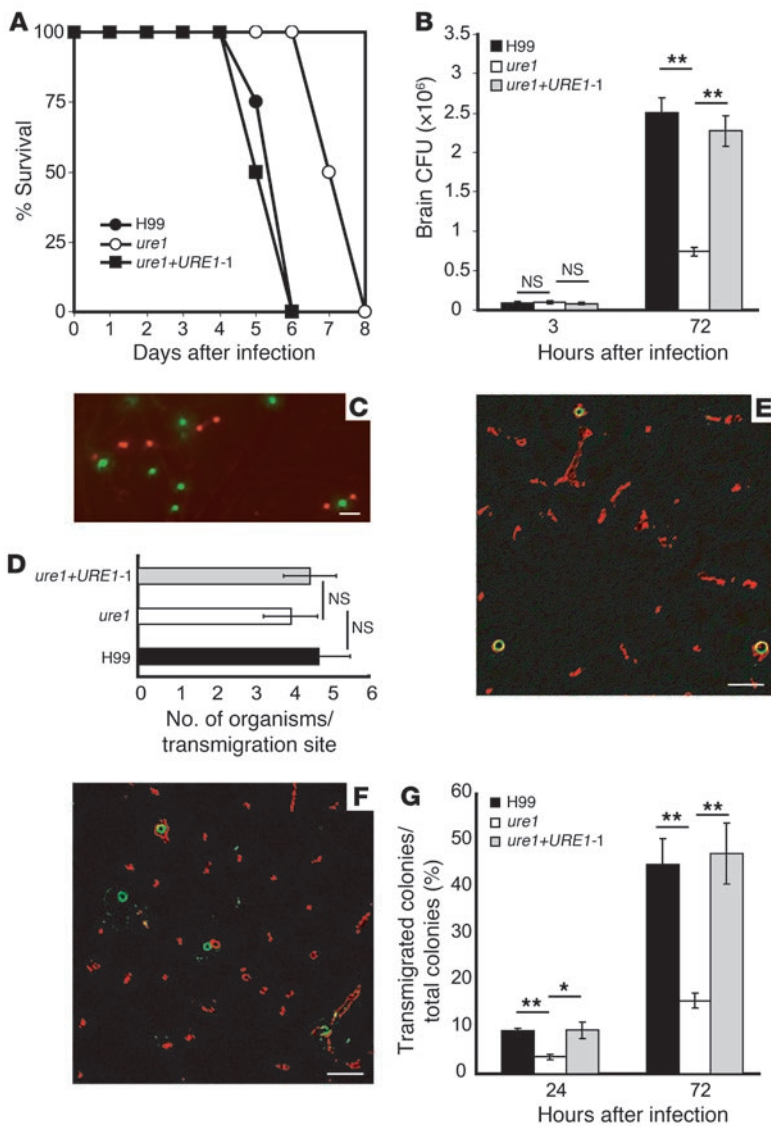 A
100
75
50
25
0
% Survival
H99
ure1
ure1+URE1-1
0 1 2 3 4 5 6 7 8
Days after infection
B
3.5
3
2.5
2
1.5
1
0.5
0
Brain CFU (×10⁶)
H99
ure1
ure1+URE1-1
** **
NS NS
3 72
Hours after infection
C
D
ure1+URE1-1
ure1
H99
NS
NS
0 1 2 3 4 5 6
No. of organisms/
transmigration site
E
F
G
60
50
40
30
20
10
0
Transmigrated colonies/
total colonies (%)
H99
ure1
ure1+URE1-1
** **
** *
24 72
Hours after infection